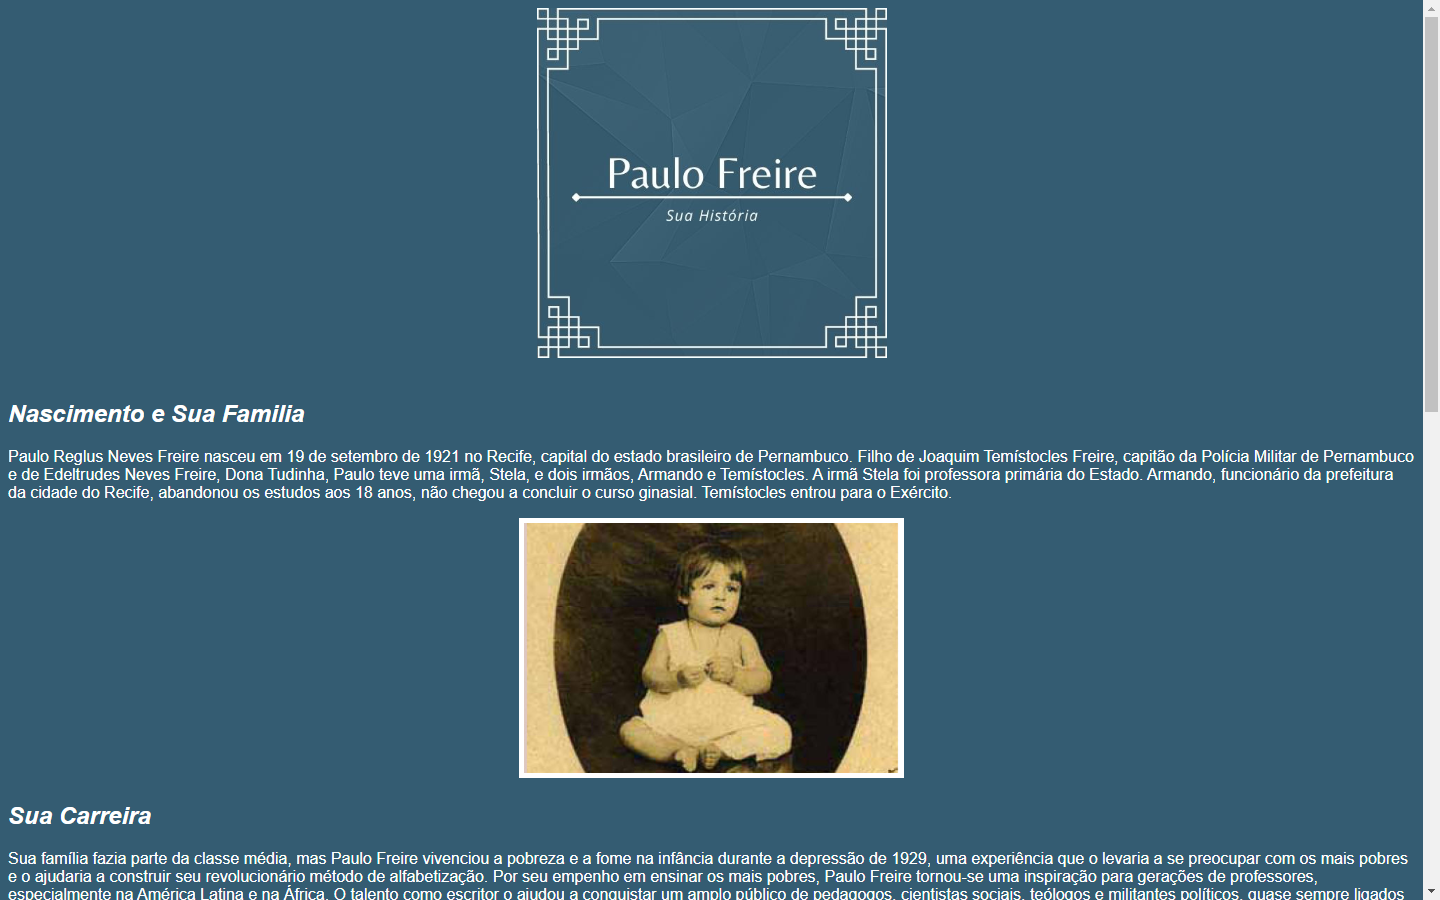 Paulo Freire
Sua História
Nascimento e Sua Familia
Paulo Reglus Neves Freire nasceu em 19 de setembro de 1921 no Recife, capital do estado brasileiro de Pernambuco. Filho de Joaquim Temístocles Freire, capitão da Polícia Militar de Pernambuco
e de Edeltrudes Neves Freire, Dona Tudinha, Paulo teve uma irmã, Stela, e dois irmãos, Armando e Temístocles. A irmã Stela foi professora primária do Estado. Armando, funcionário da prefeitura
da cidade do Recife, abandonou os estudos aos 18 anos, não chegou a concluir o curso ginasial. Temístocles entrou para o Exército.
Sua Carreira
Sua família fazia parte da classe média, mas Paulo Freire vivenciou a pobreza e a fome na infância durante a depressão de 1929, uma experiência que o levaria a se preocupar com os mais pobres
e o ajudaria a construir seu revolucionário método de alfabetização. Por seu empenho em ensinar os mais pobres, Paulo Freire tornou-se uma inspiração para gerações de professores,
especialmente na América Latina e na África. O talento como escritor o ajudou a conquistar um amplo público de pedagogos, cientistas sociais, teólogos e militantes políticos, quase sempre ligados